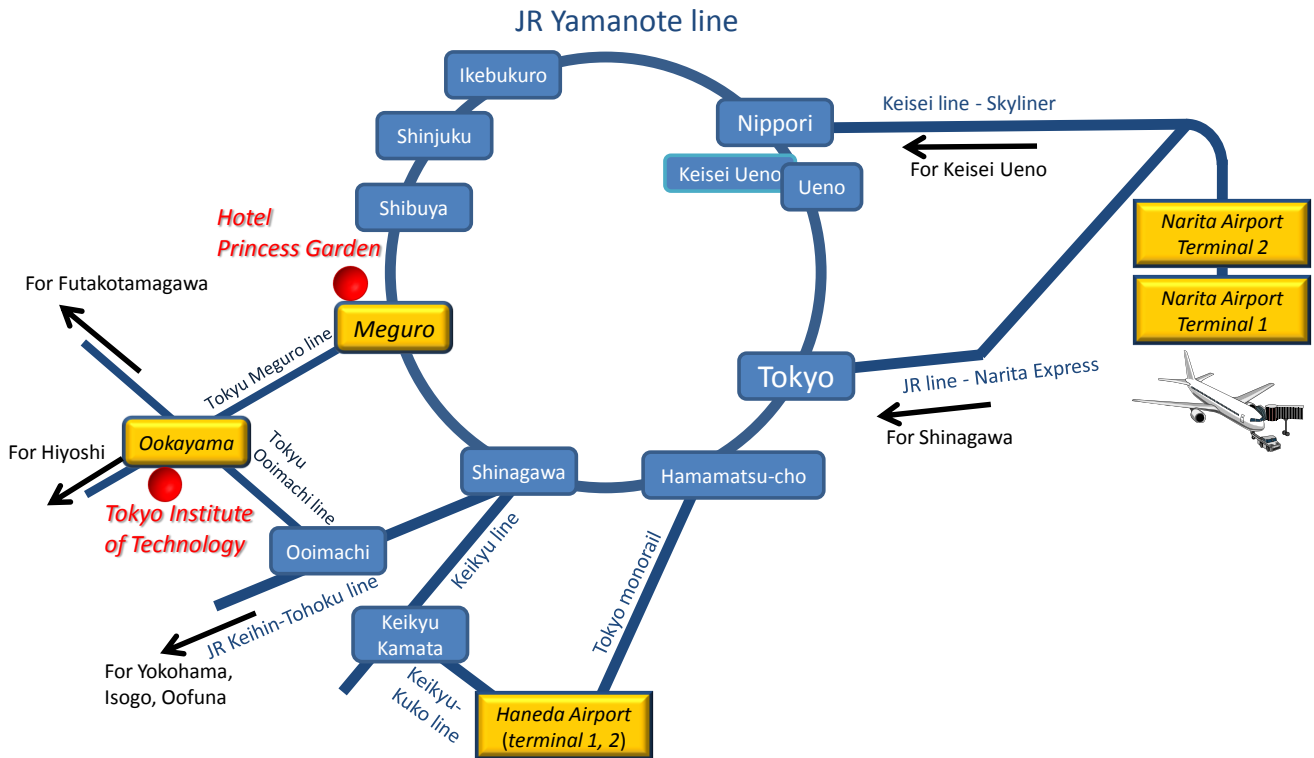 JR Yamanote line
Ikebukuro
Nippori
Keisei line - Skyliner
Shinjuku
Keisei Ueno
Ueno
For Keisei Ueno
Shibuya
Hotel
Princess Garden
Narita Airport
Terminal 2
For Futakotamagawa
Narita Airport
Terminal 1
Meguro
Tokyu Meguro line
Tokyo
JR line - Narita Express
For Shinagawa
Ookayama
For Hiyoshi
Tokyu
Ooimachi line
Shinagawa
Hamamatsu-cho
Tokyo Institute
of Technology
Ooimachi
Keikyu line
Tokyo monorail
JR Keihin-Tohoku line
Keikyu
Kamata
For Yokohama,
Isogo, Oofuna
Keikyu-
Kuko line
Haneda Airport
(terminal 1, 2)